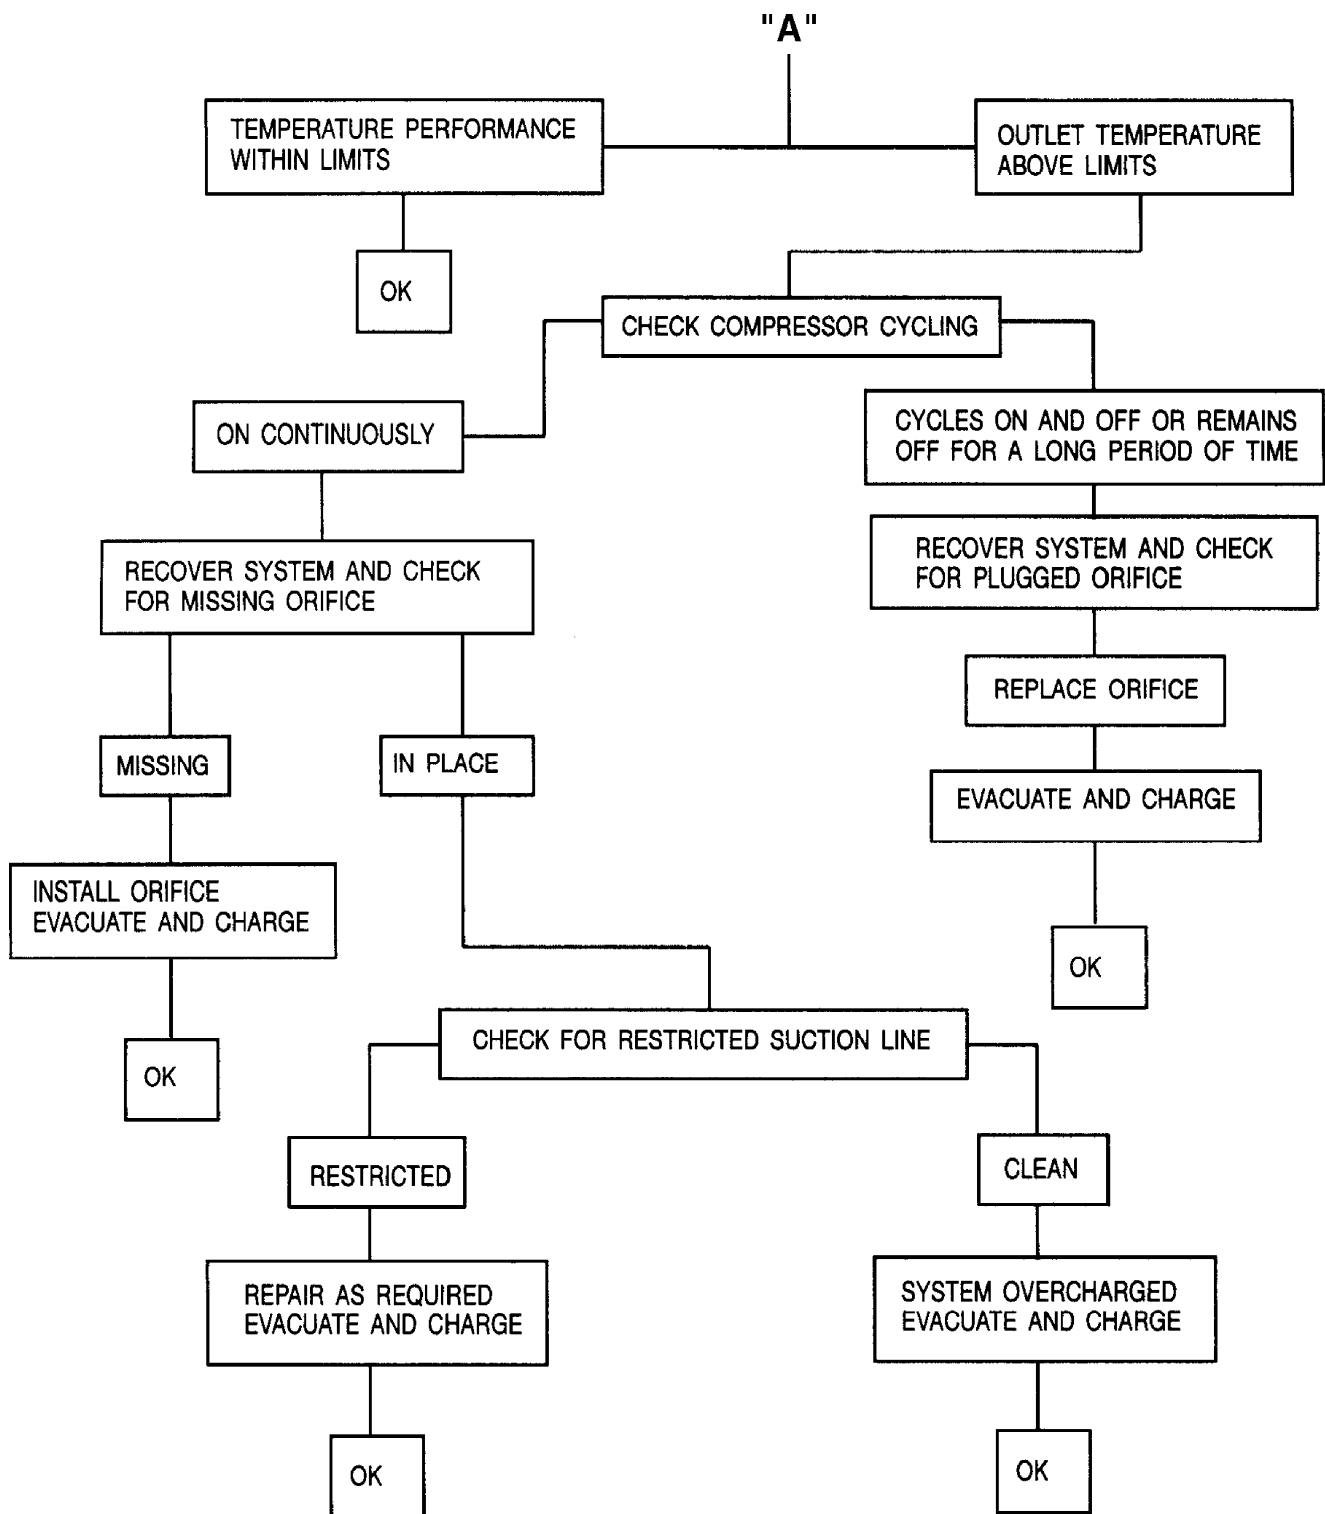 "A"
TEMPERATURE PERFORMANCE
WITHIN LIMITS
OUTLET TEMPERATURE
ABOVE LIMITS
OK
CHECK COMPRESSOR CYCLING
ON CONTINUOUSLY
CYCLES ON AND OFF OR REMAINS
OFF FOR A LONG PERIOD OF TIME
RECOVER SYSTEM AND CHECK
FOR MISSING ORIFICE
RECOVER SYSTEM AND CHECK
FOR PLUGGED ORIFICE
REPLACE ORIFICE
MISSING
IN PLACE
EVACUATE AND CHARGE
INSTALL ORIFICE
EVACUATE AND CHARGE
OK
OK
CHECK FOR RESTRICTED SUCTION LINE
RESTRICTED
CLEAN
REPAIR AS REQUIRED
EVACUATE AND CHARGE
SYSTEM OVERCHARGED
EVACUATE AND CHARGE
OK
OK